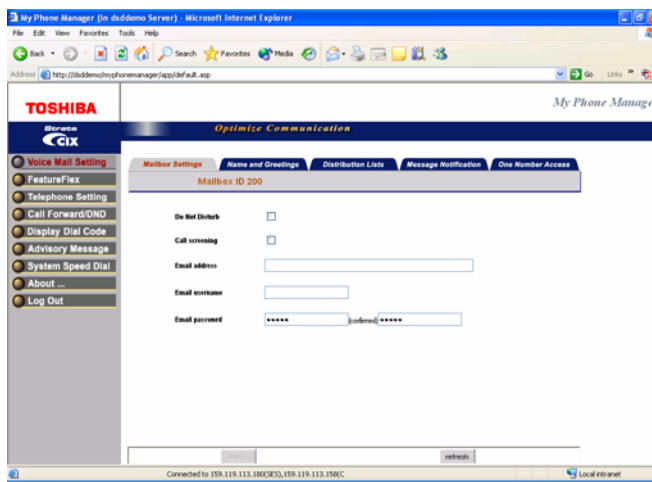 My Phone Manager (in dsddemo Server) - Microsoft Internet Explorer
File Edit View Favorites Tools Help
Back Search Favorites Media
Address http://dsddemo/myphonemanager/app/default.asp Go Links
TOSHIBA
My Phone Manage
Strata CIX
Optimize Communication
Voice Mail Setting
FeatureFlex
Telephone Setting
Call Forward/DND
Display Dial Code
Advisory Message
System Speed Dial
About ...
Log Out
Mailbox Settings Name and Greetings Distribution Lists Message Notification One Number Access
Mailbox ID 200
Do Not Disturb
Call screening
Email address
Email username
Email password ••••• (confirmed) •••••
Apply refresh
Connected to 159.119.113.180(SES),159.119.113.158(C
Local intranet